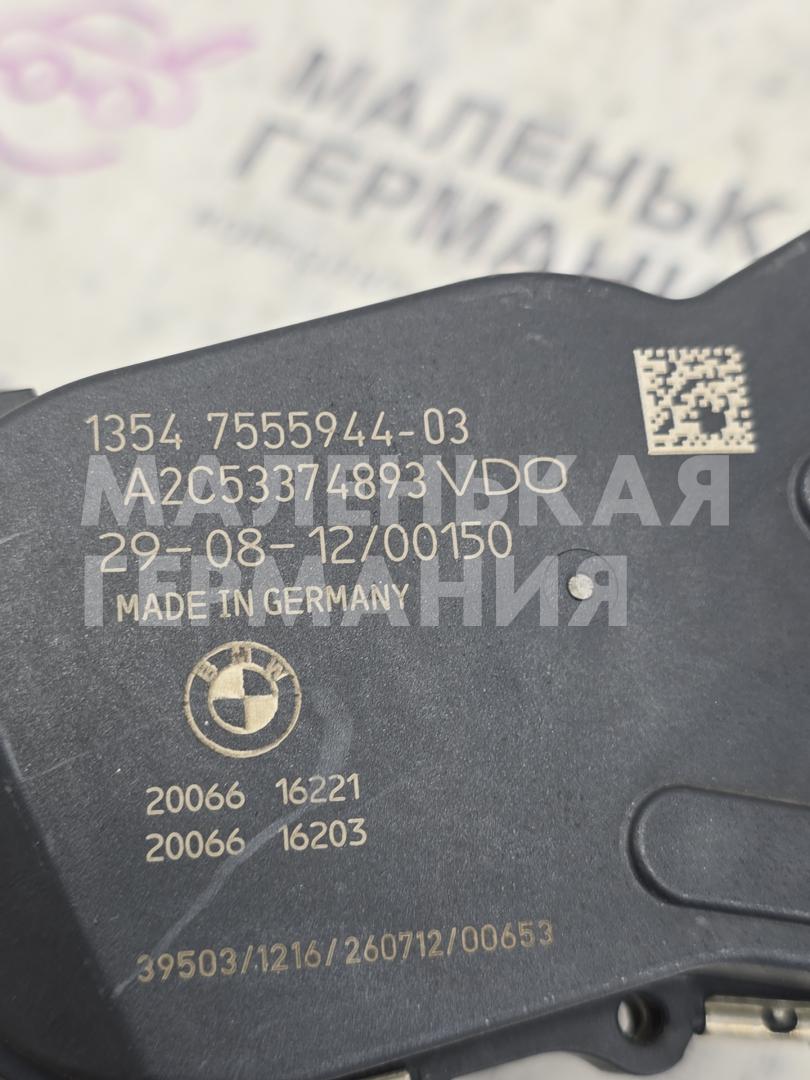 МАЛЕНЬК
ГЕРМАНИ
1354 7555944-03
A2C53374893 VDO
МАЛЕНЬКАЯ
29-08-12/00150
MADE IN GERMANY
ГЕРМАНИЯ
BMW
20066 16221
20066 16203
39503/1216/260712/00653